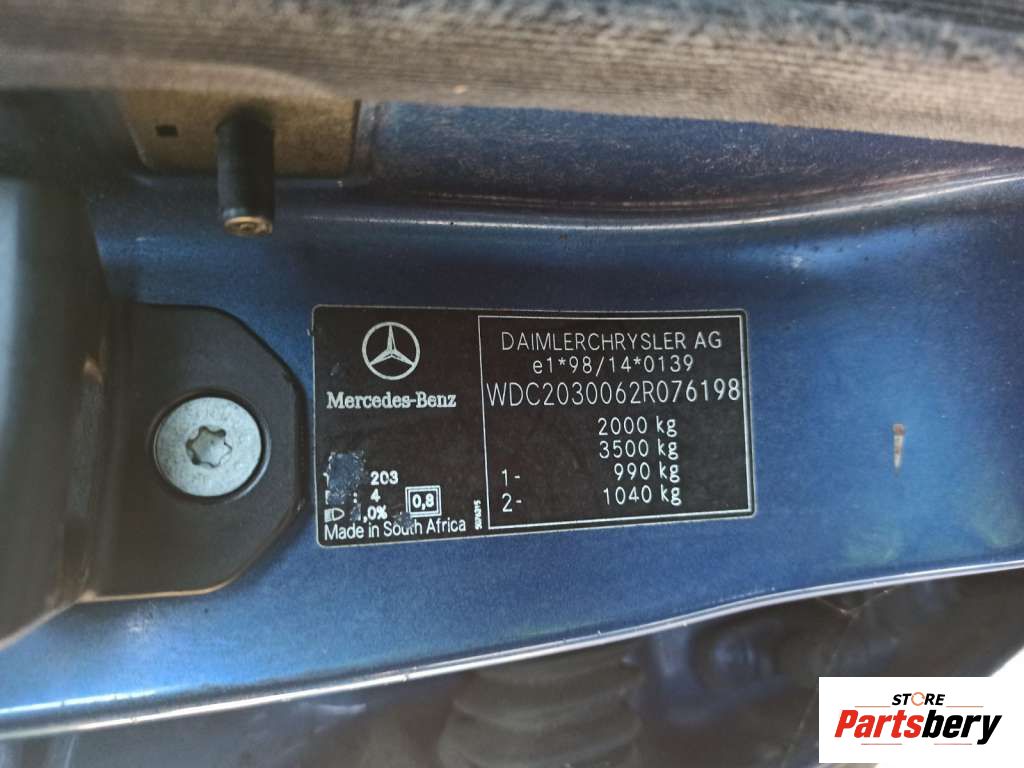 Mercedes-Benz
203
: 4
0,8
,0%
Made in South Africa
DAIMLERCHRYSLER AG
e1*98/14*0139
WDC2030062R076198
2000 kg
3500 kg
1- 990 kg
2- 1040 kg
STORE
Partsbery